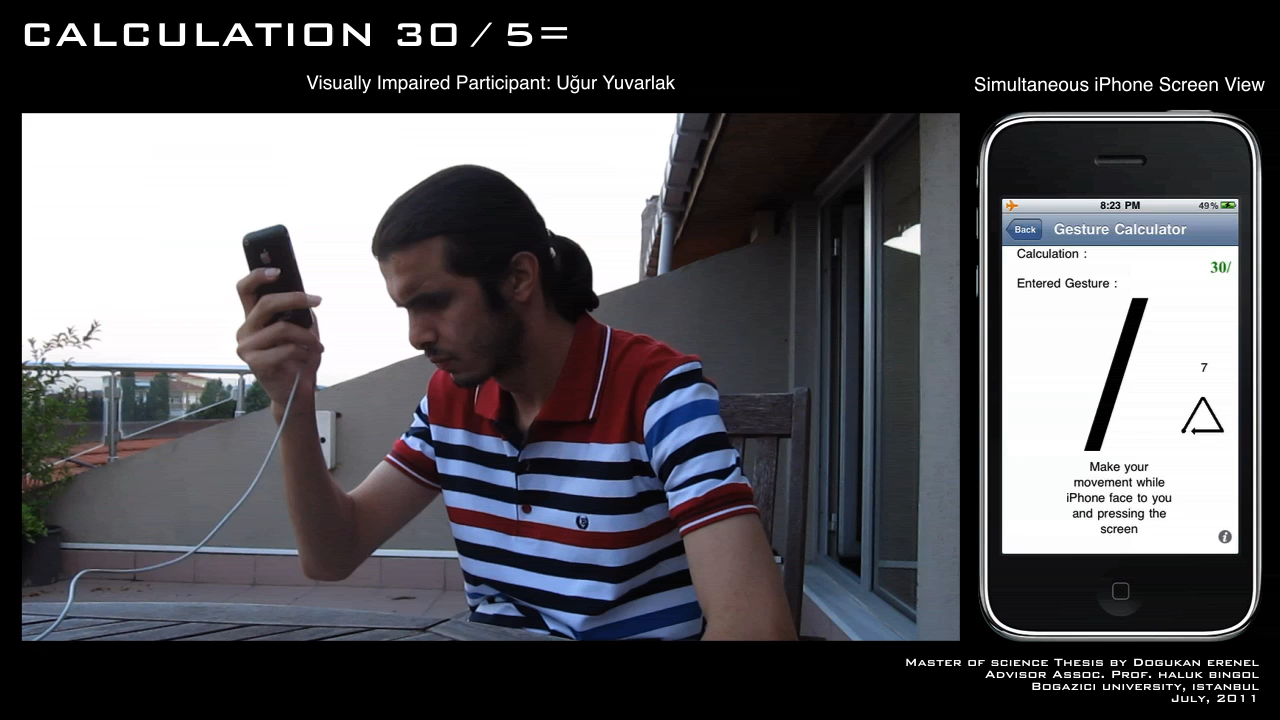 CALCULATION 30 / 5=
Visually Impaired Participant: Uğur Yuvarlak
Simultaneous iPhone Screen View
8:23 PM
49%
Back
Gesture Calculator
Calculation :
30/
Entered Gesture :
/
7
Make your
movement while
iPhone face to you
and pressing the
screen
i
MASTER OF SCIENCE THESIS BY DOGUKAN ERENEL
ADVISOR ASSOC. PROF. HALUK BINGOL
BOGAZICI UNIVERSITY, ISTANBUL
JULY, 2011